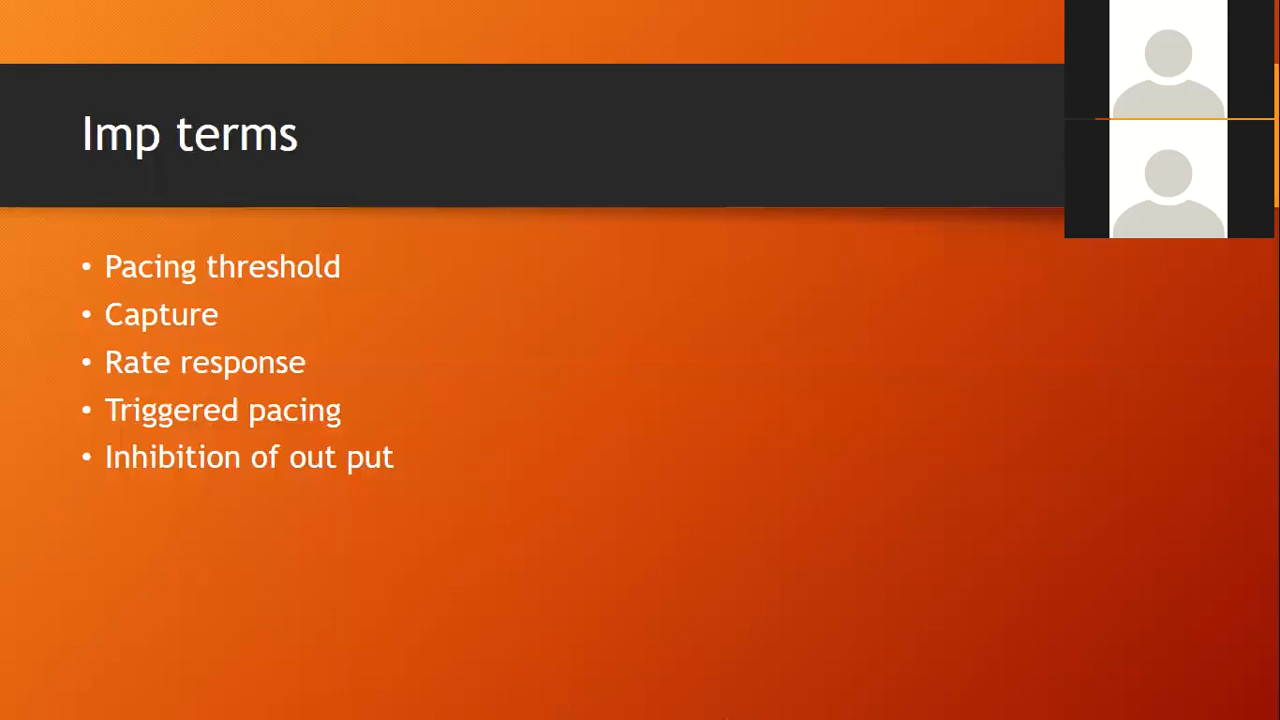 Imp terms
• Pacing threshold
• Capture
• Rate response
• Triggered pacing
• Inhibition of out put